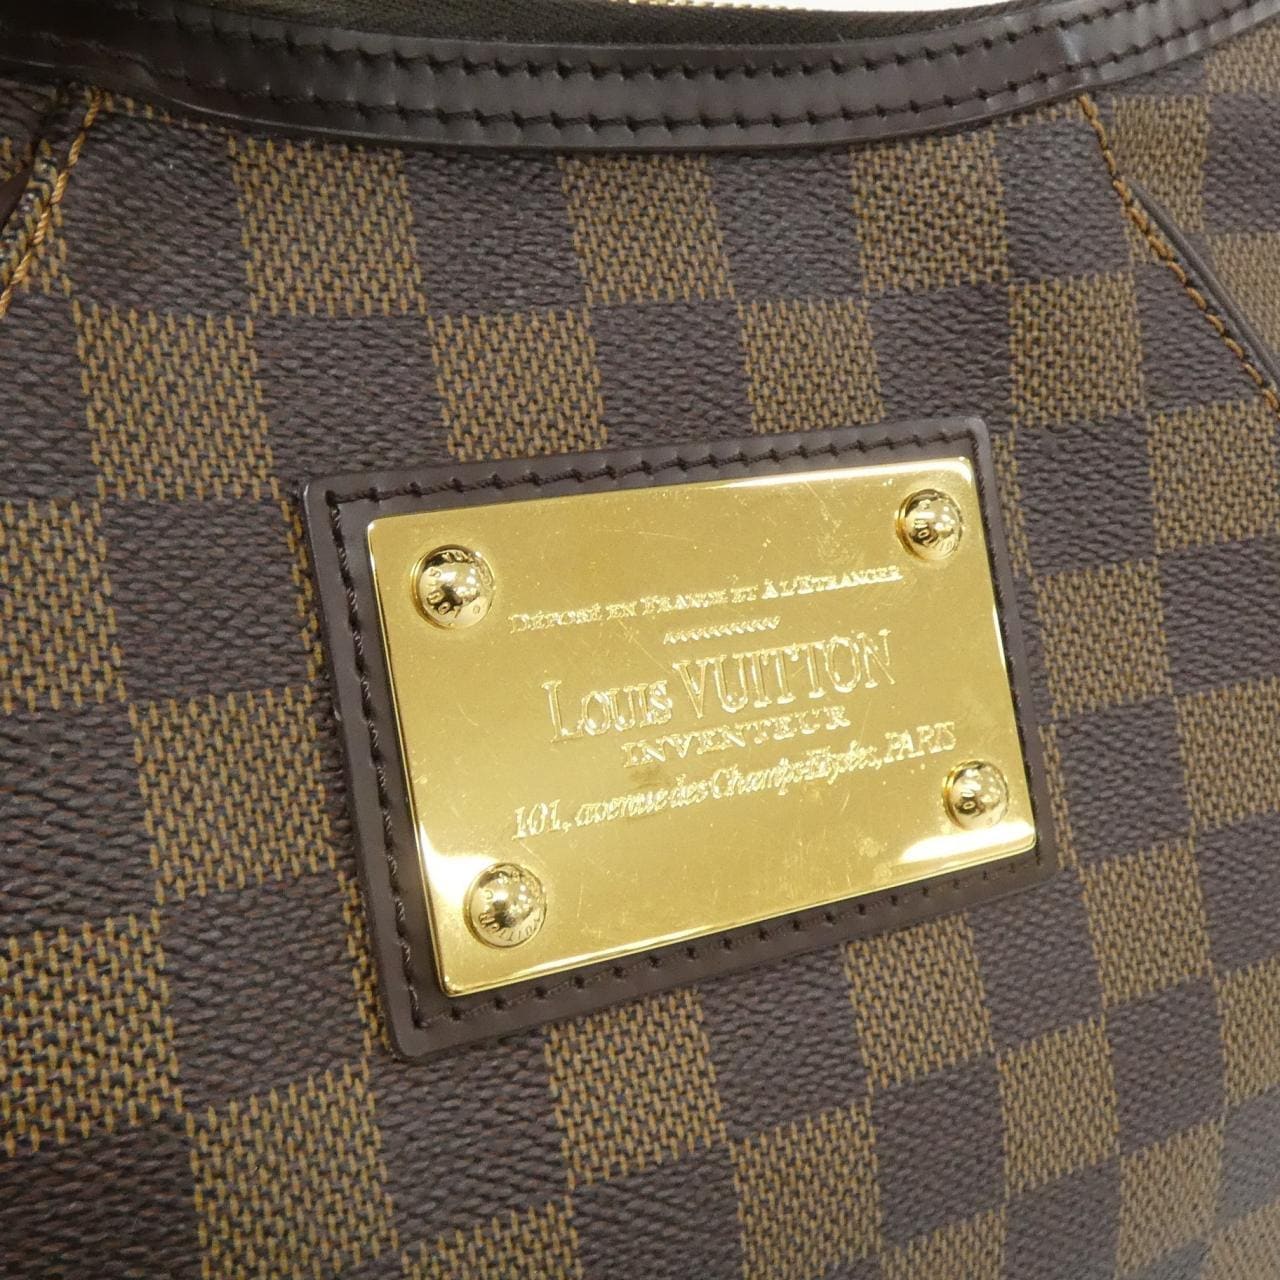 DÉPOSÉ EN FRANCE ET À L'ÉTRANGER
LOUIS VUITTON
INVENTEUR
101, avenue des Champs-Elysées, PARIS